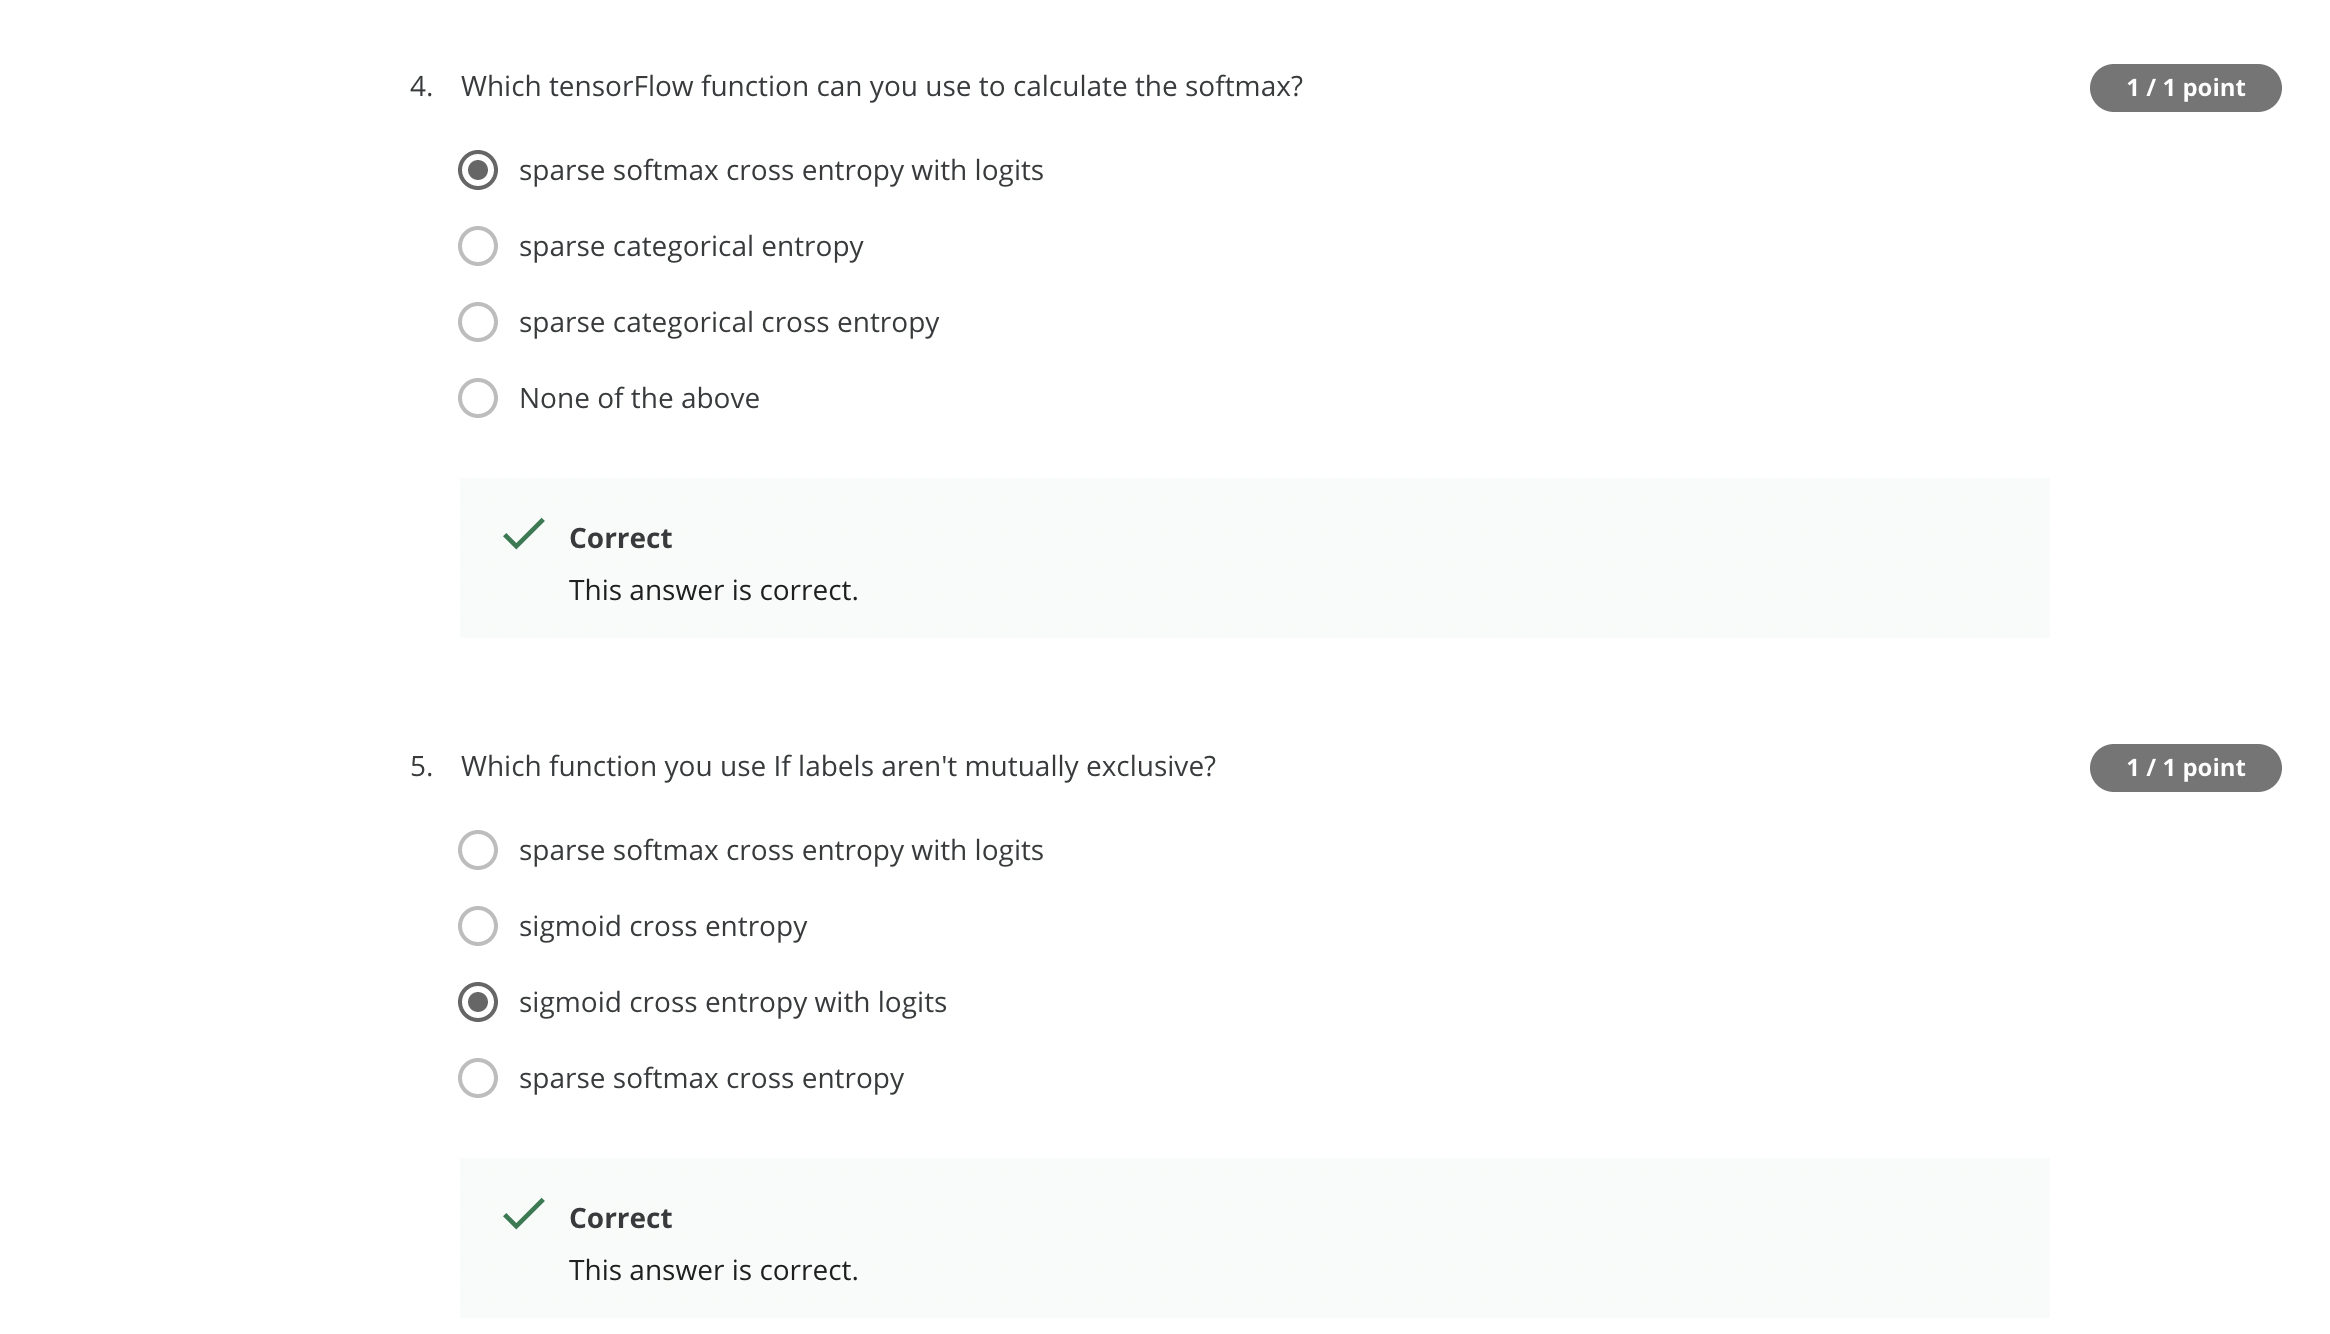 4. Which tensorFlow function can you use to calculate the softmax?
1 / 1 point
sparse softmax cross entropy with logits
sparse categorical entropy
sparse categorical cross entropy
None of the above
Correct
This answer is correct.
5. Which function you use If labels aren't mutually exclusive?
1 / 1 point
sparse softmax cross entropy with logits
sigmoid cross entropy
sigmoid cross entropy with logits
sparse softmax cross entropy
Correct
This answer is correct.